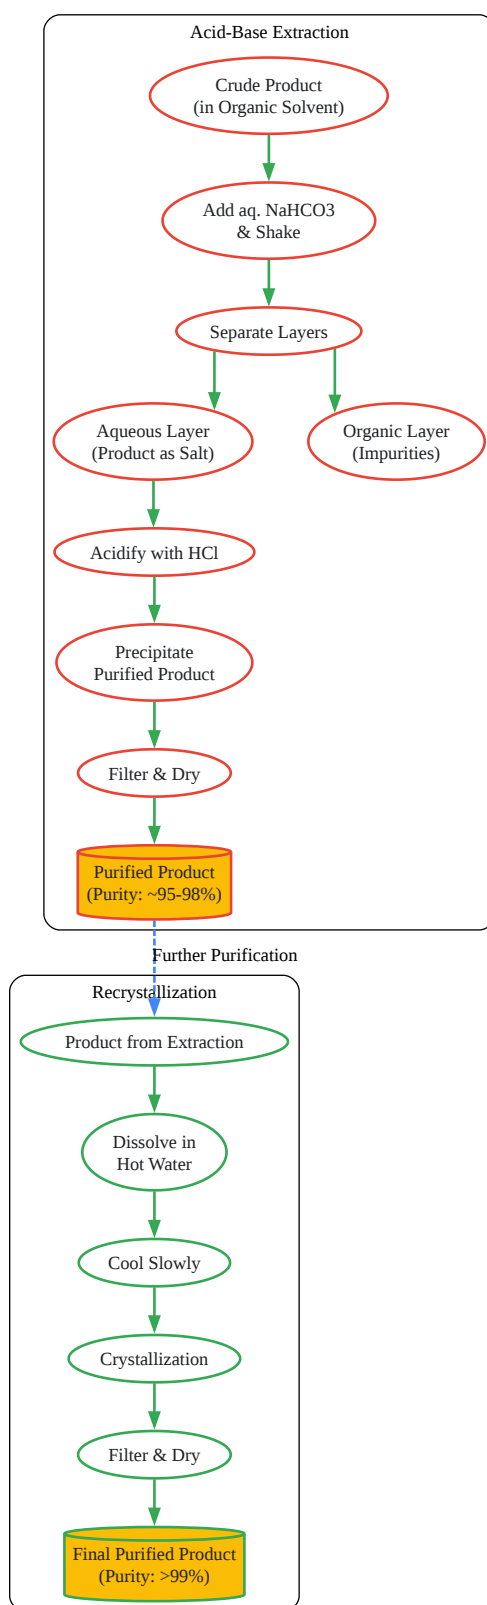 Acid-Base Extraction
Crude Product
(in Organic Solvent)
Add aq. NaHCO3
& Shake
Separate Layers
Aqueous Layer
(Product as Salt)
Organic Layer
(Impurities)
Acidify with HCl
Precipitate
Purified Product
Filter & Dry
Purified Product
(Purity: ~95-98%)
Further Purification
Recrystallization
Product from Extraction
Dissolve in
Hot Water
Cool Slowly
Crystallization
Filter & Dry
Final Purified Product
(Purity: >99%)